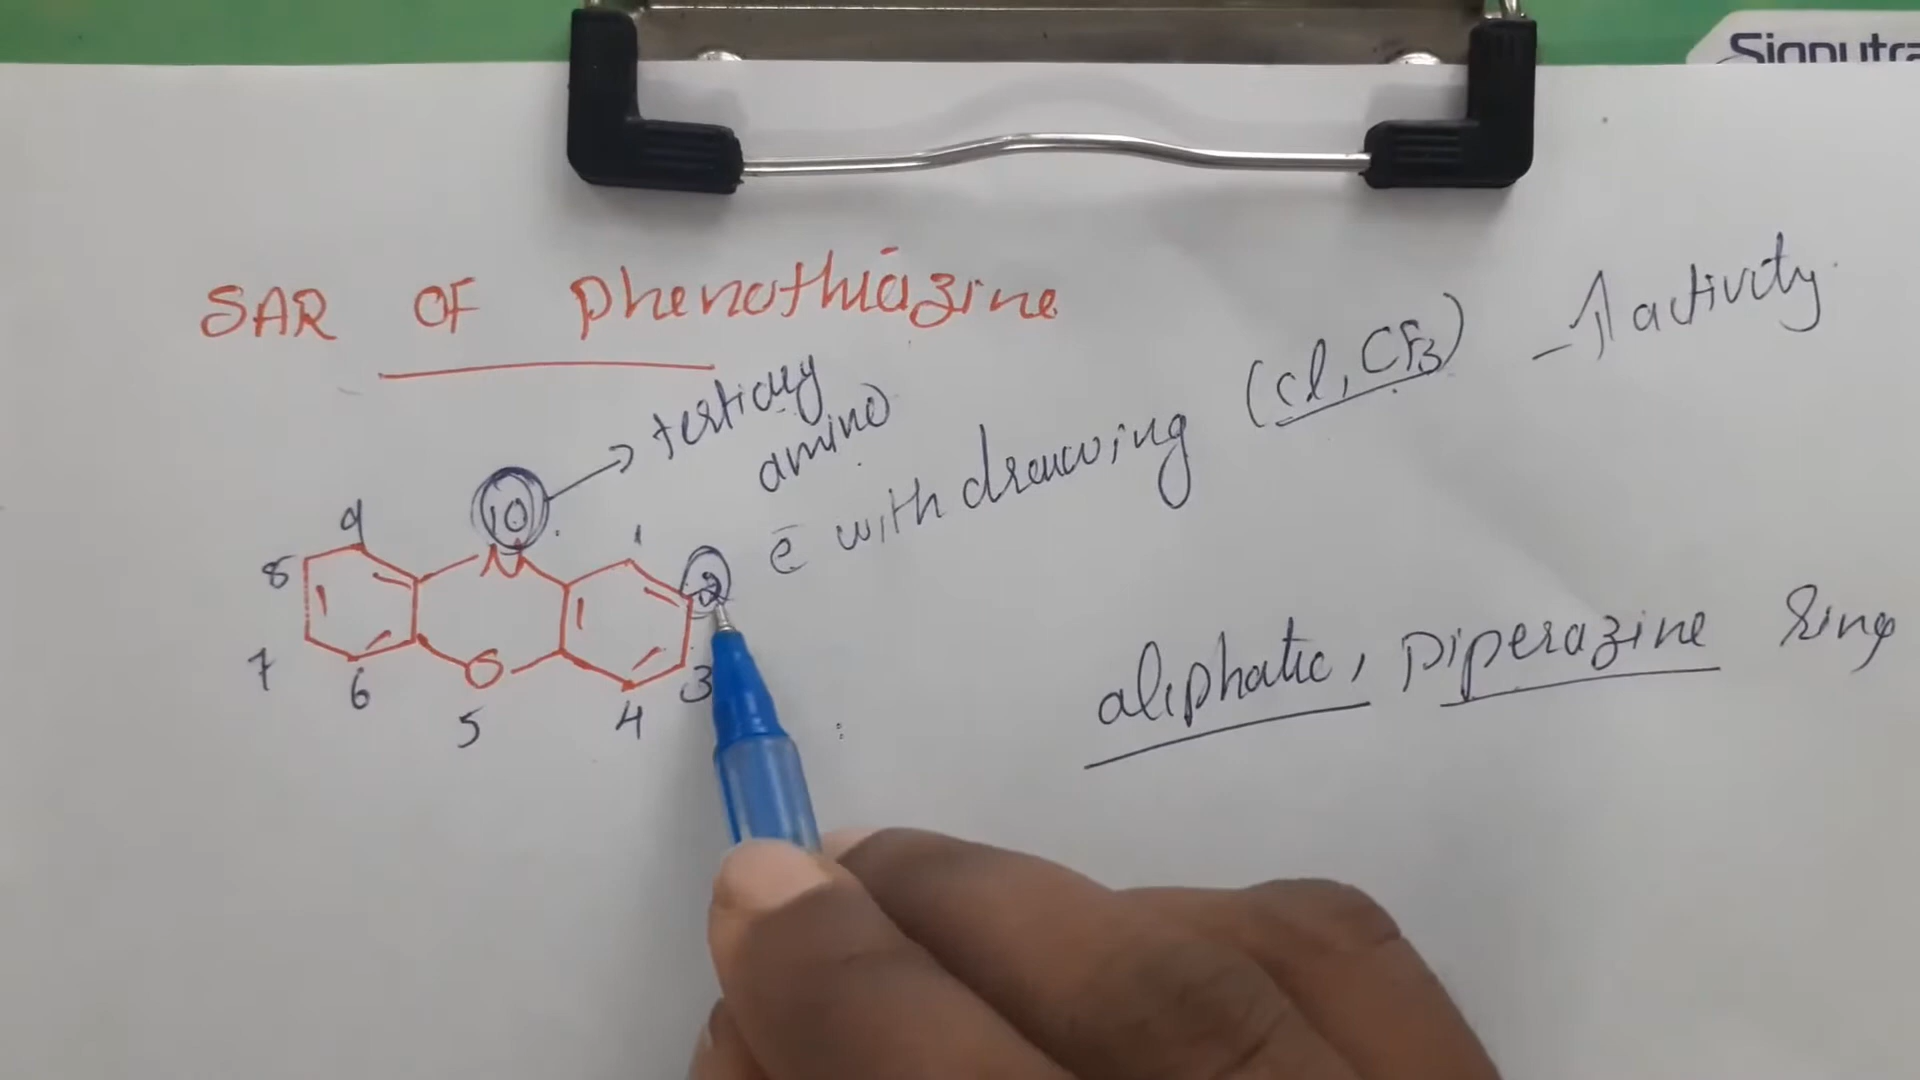 Signutra
SAR OF Phenothiazine
tertiary
amino
e with drawing (Cl, CF3) - ↑ activity
aliphatic, piperazine ring
10
9
8
7
6
5
4
3
2
1
N
O